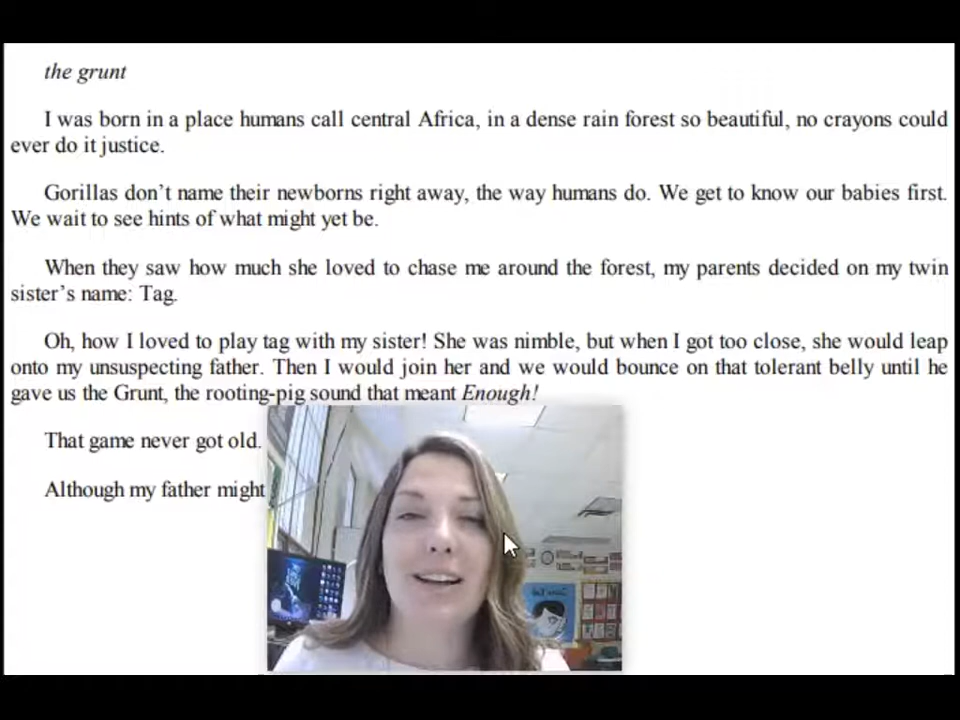 the grunt
I was born in a place humans call central Africa, in a dense rain forest so beautiful, no crayons could
ever do it justice.
Gorillas don’t name their newborns right away, the way humans do. We get to know our babies first.
We wait to see hints of what might yet be.
When they saw how much she loved to chase me around the forest, my parents decided on my twin
sister’s name: Tag.
Oh, how I loved to play tag with my sister! She was nimble, but when I got too close, she would leap
onto my unsuspecting father. Then I would join her and we would bounce on that tolerant belly until he
gave us the Grunt, the rooting-pig sound that meant Enough!
That game never got old.
Although my father might